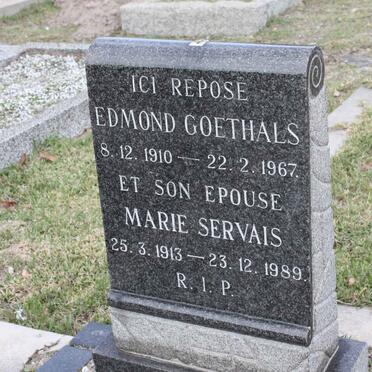 ICI REPOSE
EDMOND GOETHALS
8. 12. 1910 — 22. 2. 1967.
ET SON EPOUSE
MARIE SERVAIS
25. 3. 1913 — 23. 12. 1989.
R. I. P.